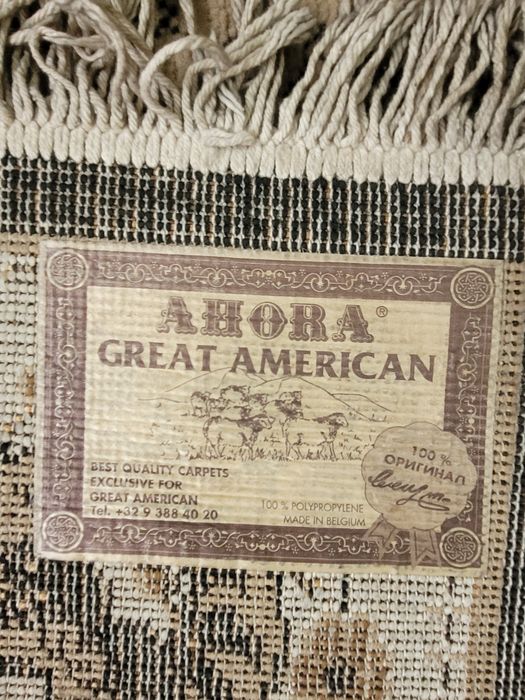 AHORA®
GREAT AMERICAN
BEST QUALITY CARPETS
EXCLUSIVE FOR
GREAT AMERICAN
Tel. +32 9 388 40 20
100 % POLYPROPYLENE
MADE IN BELGIUM
100 %
ОРИГИНАЛ